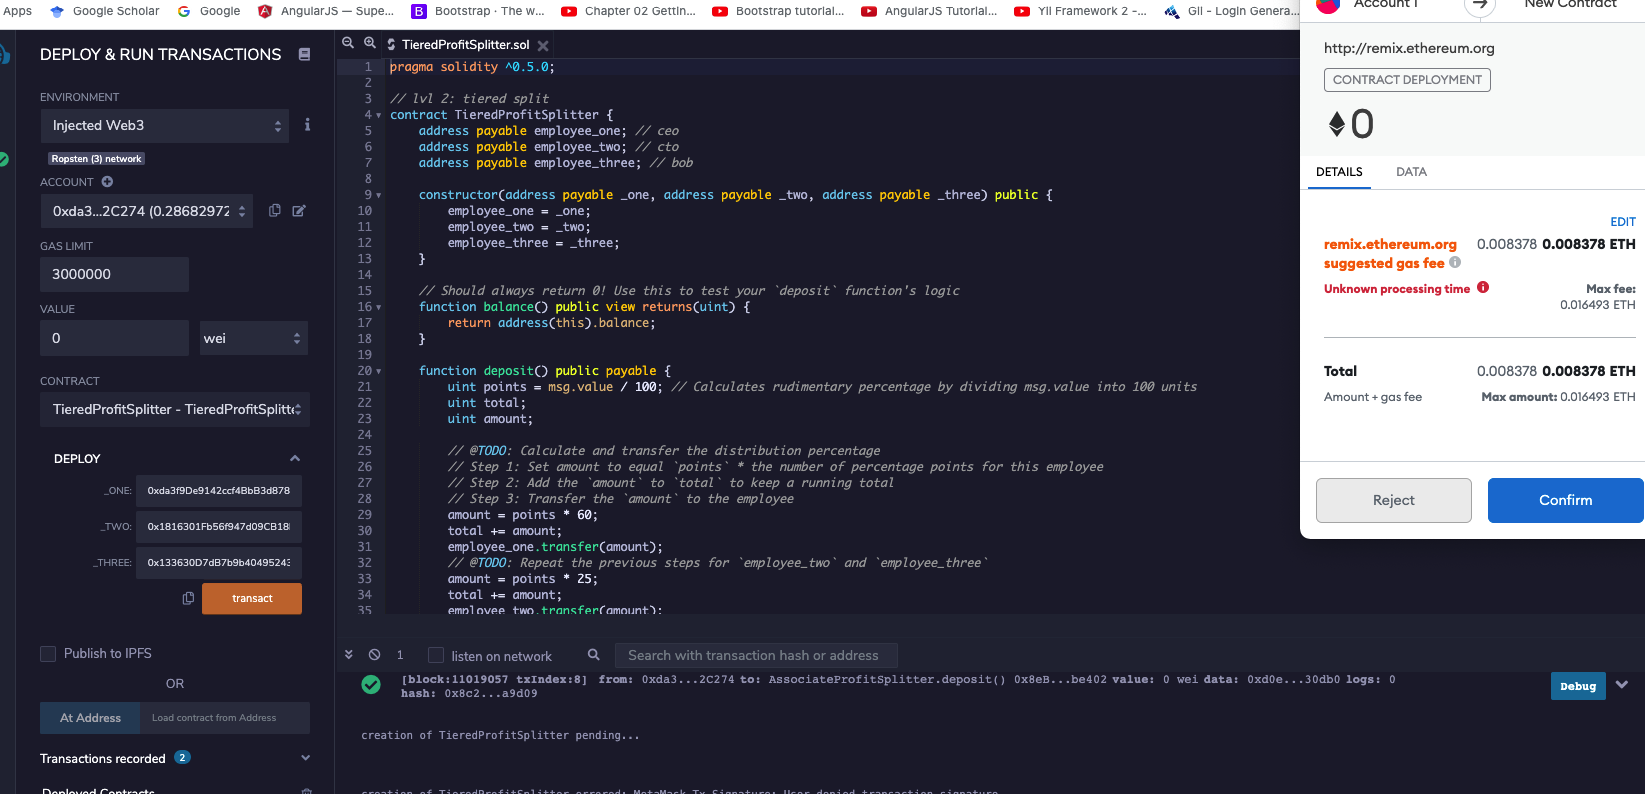 Apps Google Scholar Google AngularJS — Supe... Bootstrap · The w... Chapter 02 Gettin... Bootstrap tutorial... AngularJS Tutorial... Yii Framework 2 -... Gii - Login Genera...
DEPLOY & RUN TRANSACTIONS
ENVIRONMENT
Injected Web3
i
Ropsten (3) network
ACCOUNT
0xda3...2C274 (0.28682972
GAS LIMIT
3000000
VALUE
0
wei
CONTRACT
TieredProfitSplitter - TieredProfitSplitte
DEPLOY
_ONE: 0xda3f9De9142ccf4BbB3d878
_TWO: 0x1816301Fb56f947d09CB18
_THREE: 0x133630D7dB7b9b40495243
transact
Publish to IPFS
OR
At Address Load contract from Address
Transactions recorded 2
Deployed Contracts
TieredProfitSplitter.sol
1 pragma solidity ^0.5.0;
2
3 // lvl 2: tiered split
4 contract TieredProfitSplitter {
5 address payable employee_one; // ceo
6 address payable employee_two; // cto
7 address payable employee_three; // bob
8
9 constructor(address payable _one, address payable _two, address payable _three) public {
10 employee_one = _one;
11 employee_two = _two;
12 employee_three = _three;
13 }
14
15 // Should always return 0! Use this to test your `deposit` function's logic
16 function balance() public view returns(uint) {
17 return address(this).balance;
18 }
19
20 function deposit() public payable {
21 uint points = msg.value / 100; // Calculates rudimentary percentage by dividing msg.value into 100 units
22 uint total;
23 uint amount;
24
25 // @TODO: Calculate and transfer the distribution percentage
26 // Step 1: Set amount to equal `points` * the number of percentage points for this employee
27 // Step 2: Add the `amount` to `total` to keep a running total
28 // Step 3: Transfer the `amount` to the employee
29 amount = points * 60;
30 total += amount;
31 employee_one.transfer(amount);
32 // @TODO: Repeat the previous steps for `employee_two` and `employee_three`
33 amount = points * 25;
34 total += amount;
35 employee_two.transfer(amount);
1 listen on network Search with transaction hash or address
[block:11019057 txIndex:8] from: 0xda3...2C274 to: AssociateProfitSplitter.deposit() 0x8eB...be402 value: 0 wei data: 0xd0e...30db0 logs: 0
hash: 0x8c2...a9d09
Debug
creation of TieredProfitSplitter pending...
creation of TieredProfitSplitter errored: MetaMask Tx Signature: User denied transaction signature.
Account 1 New Contract
http://remix.ethereum.org
CONTRACT DEPLOYMENT
0
DETAILS DATA
EDIT
remix.ethereum.org 0.008378 0.008378 ETH
suggested gas fee
Unknown processing time Max fee:
0.016493 ETH
Total 0.008378 0.008378 ETH
Amount + gas fee Max amount: 0.016493 ETH
Reject Confirm